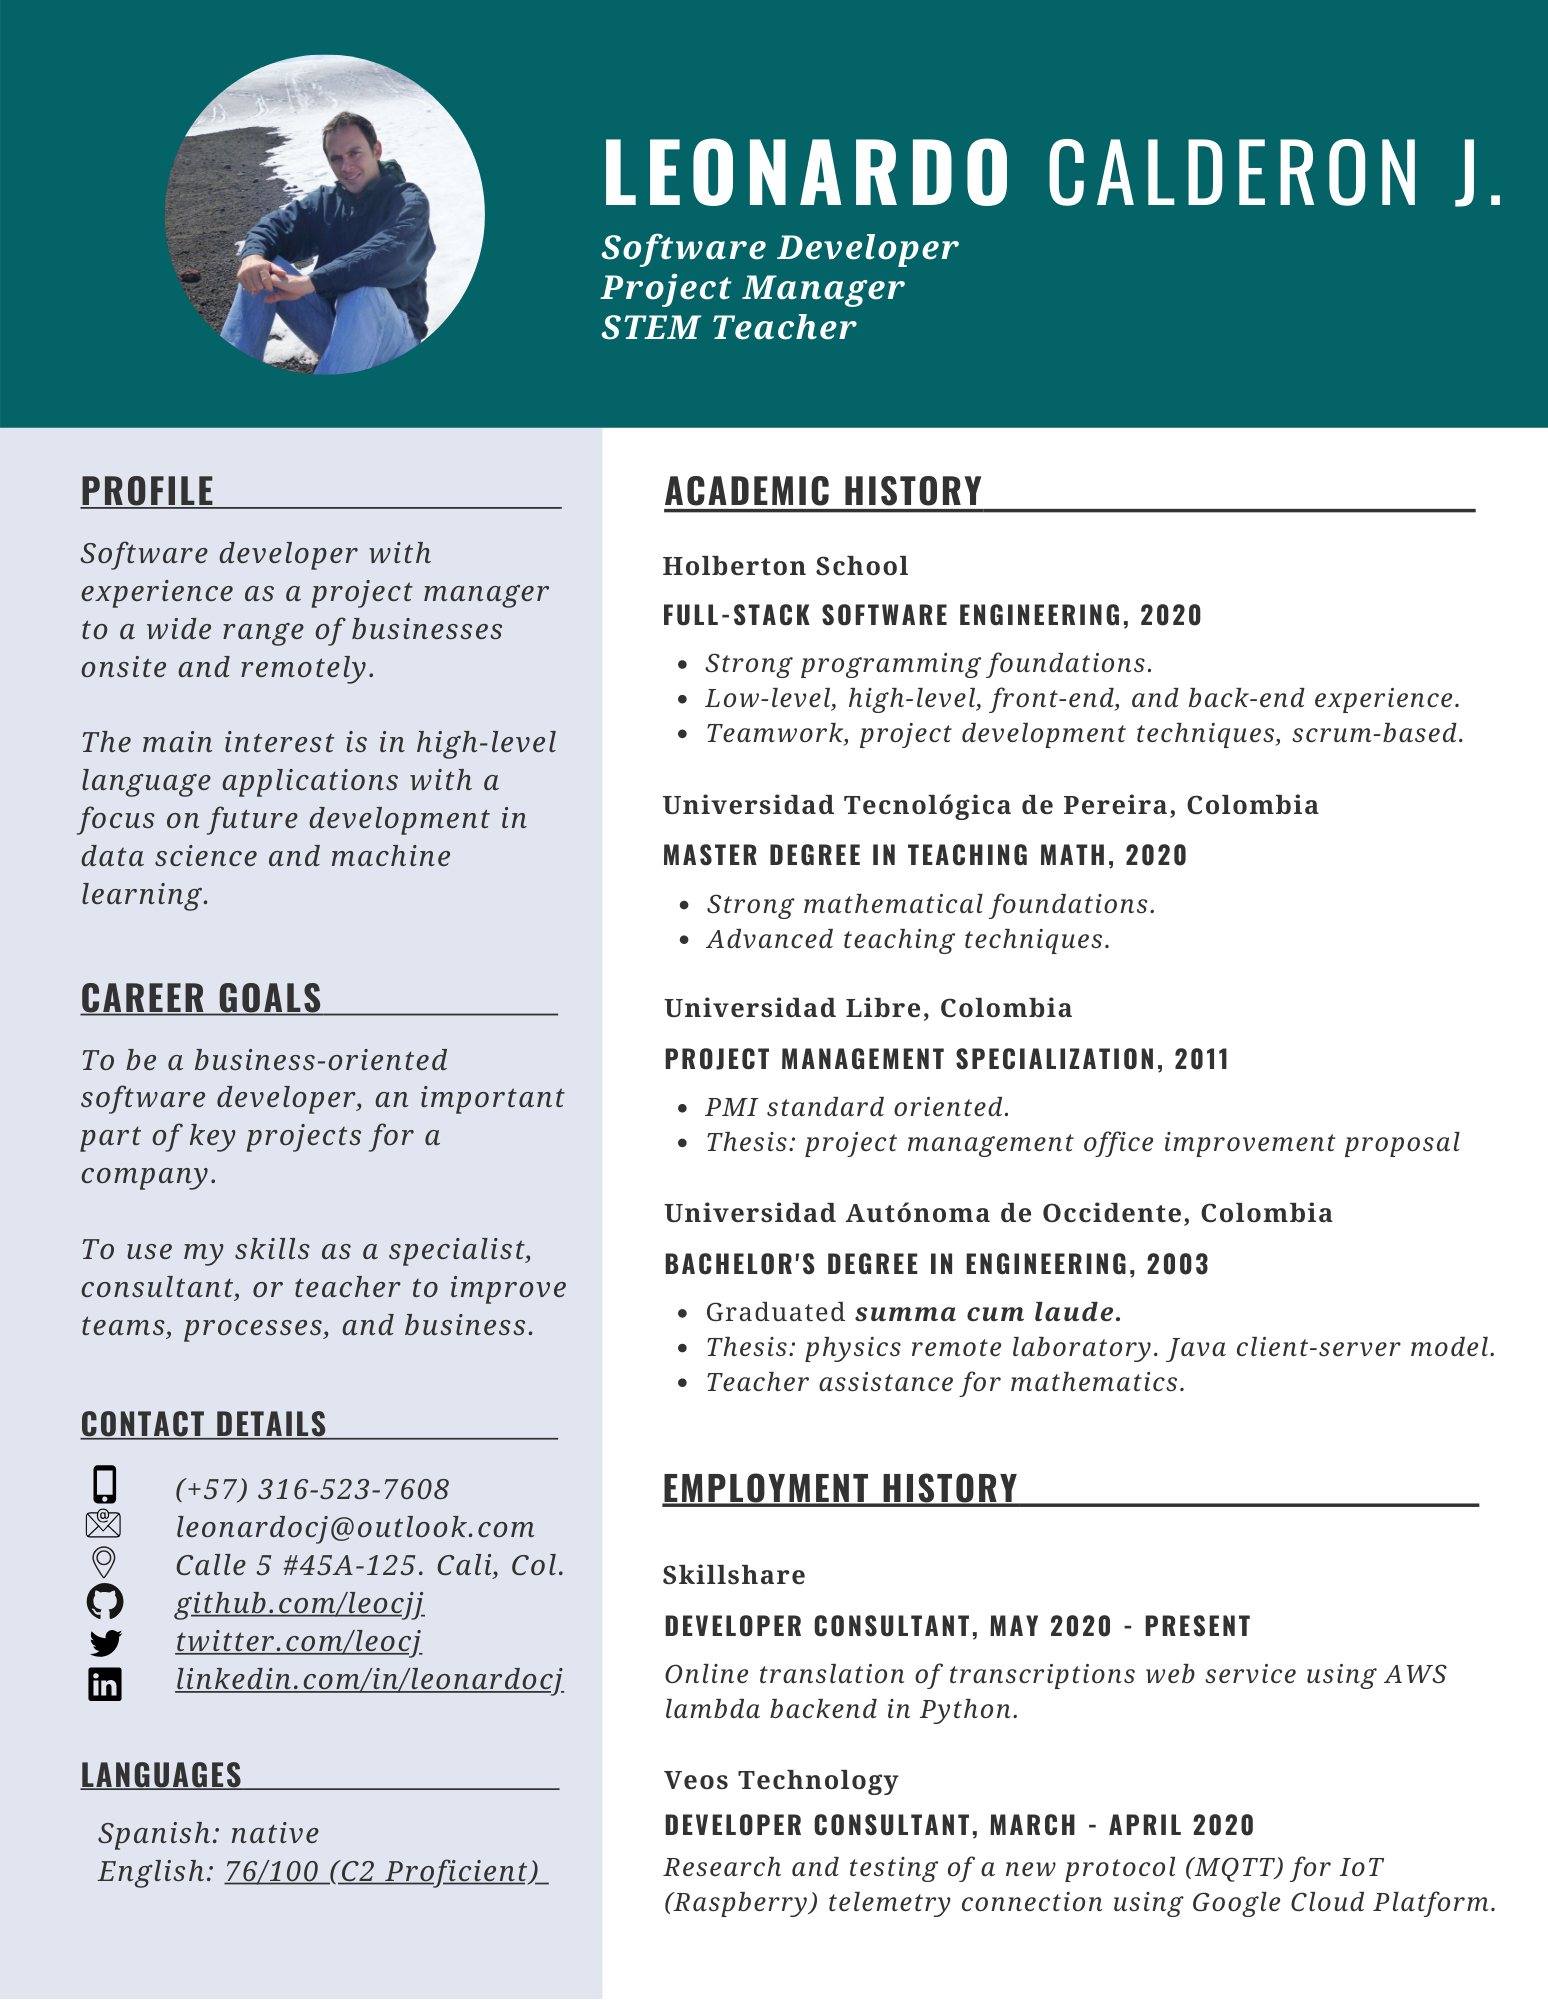 LEONARDO CALDERON J.
Software Developer
Project Manager
STEM Teacher
PROFILE
Software developer with
experience as a project manager
to a wide range of businesses
onsite and remotely.
The main interest is in high-level
language applications with a
focus on future development in
data science and machine
learning.
CAREER GOALS
To be a business-oriented
software developer, an important
part of key projects for a
company.
To use my skills as a specialist,
consultant, or teacher to improve
teams, processes, and business.
CONTACT DETAILS
(+57) 316-523-7608
leonardocj@outlook.com
Calle 5 #45A-125. Cali, Col.
github.com/leocjj
twitter.com/leocj
linkedin.com/in/leonardocj
LANGUAGES
Spanish: native
English: 76/100 (C2 Proficient)
ACADEMIC HISTORY
Holberton School
FULL-STACK SOFTWARE ENGINEERING, 2020
• Strong programming foundations.
• Low-level, high-level, front-end, and back-end experience.
• Teamwork, project development techniques, scrum-based.
Universidad Tecnológica de Pereira, Colombia
MASTER DEGREE IN TEACHING MATH, 2020
• Strong mathematical foundations.
• Advanced teaching techniques.
Universidad Libre, Colombia
PROJECT MANAGEMENT SPECIALIZATION, 2011
• PMI standard oriented.
• Thesis: project management office improvement proposal
Universidad Autónoma de Occidente, Colombia
BACHELOR'S DEGREE IN ENGINEERING, 2003
• Graduated summa cum laude.
• Thesis: physics remote laboratory. Java client-server model.
• Teacher assistance for mathematics.
EMPLOYMENT HISTORY
Skillshare
DEVELOPER CONSULTANT, MAY 2020 - PRESENT
Online translation of transcriptions web service using AWS
lambda backend in Python.
Veos Technology
DEVELOPER CONSULTANT, MARCH - APRIL 2020
Research and testing of a new protocol (MQTT) for IoT
(Raspberry) telemetry connection using Google Cloud Platform.